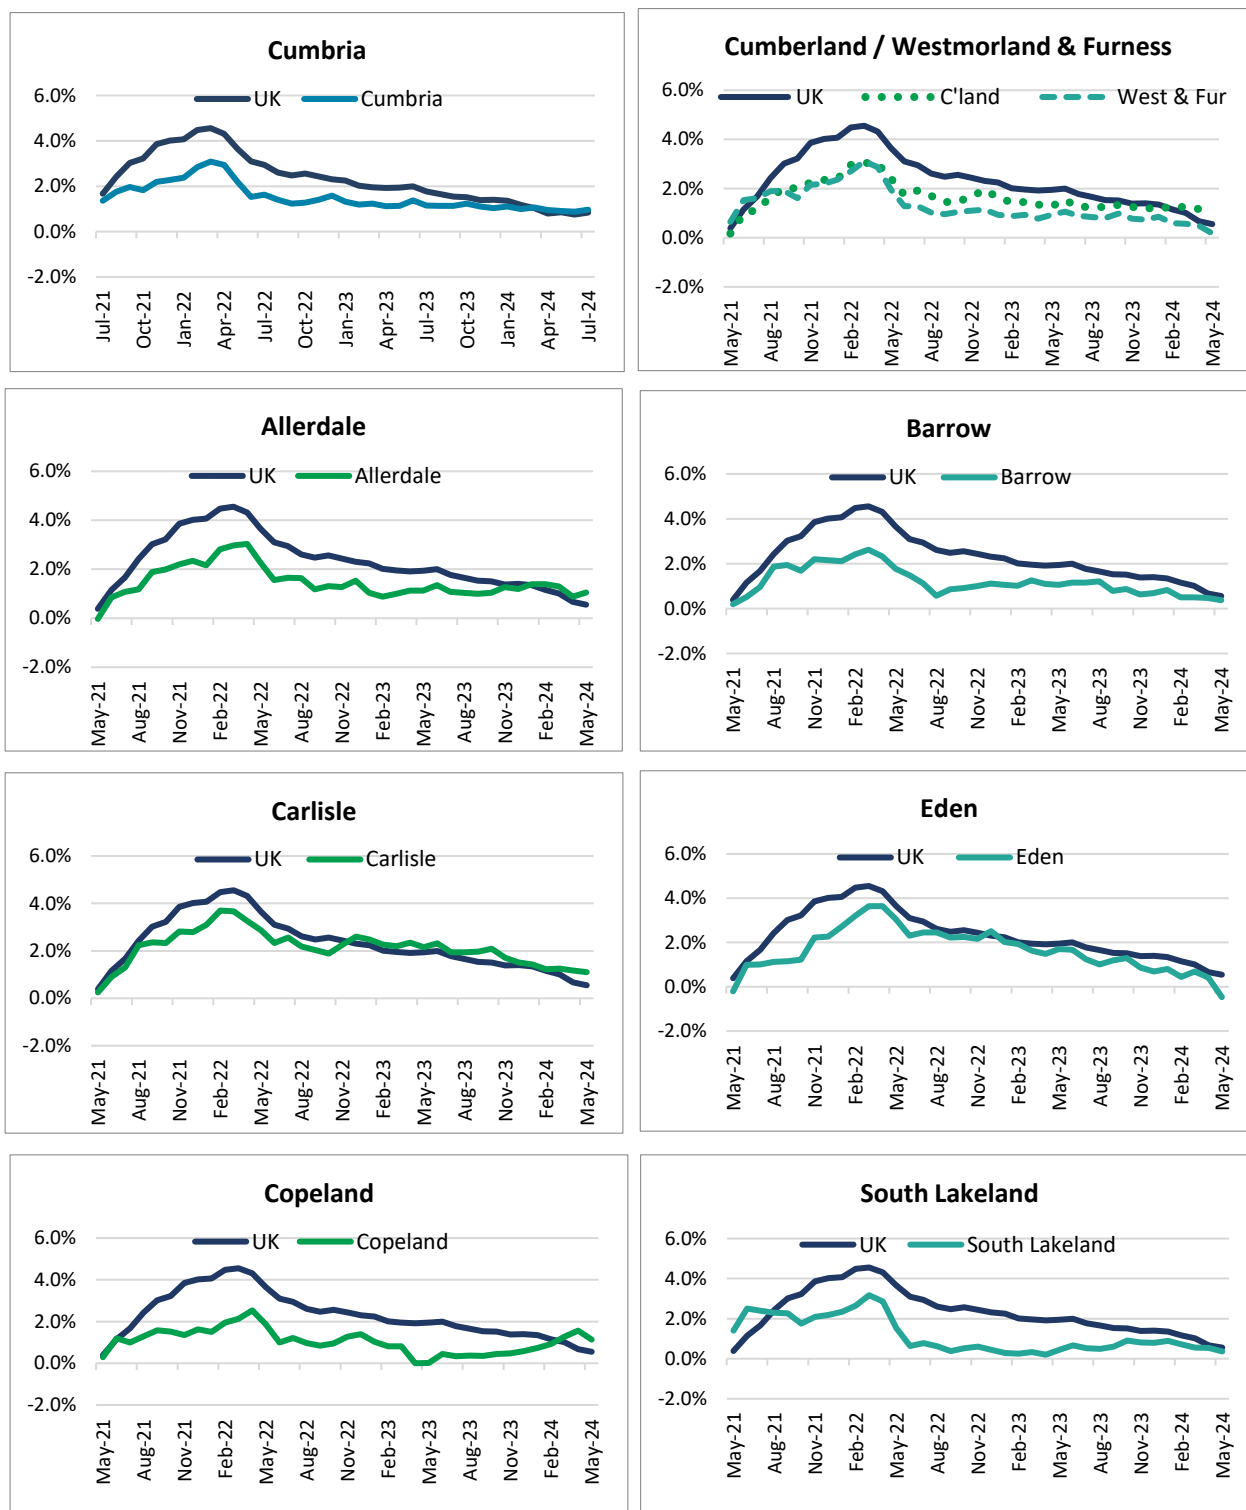 Cumbria
UK Cumbria
6.0%
4.0%
2.0%
0.0%
-2.0%
Jul-21 Oct-21 Jan-22 Apr-22 Jul-22 Oct-22 Jan-23 Apr-23 Jul-23 Oct-23 Jan-24 Apr-24 Jul-24
Cumberland / Westmorland & Furness
UK C'land West & Fur
6.0%
4.0%
2.0%
0.0%
-2.0%
May-21 Aug-21 Nov-21 Feb-22 May-22 Aug-22 Nov-22 Feb-23 May-23 Aug-23 Nov-23 Feb-24 May-24
Allerdale
UK Allerdale
6.0%
4.0%
2.0%
0.0%
-2.0%
May-21 Aug-21 Nov-21 Feb-22 May-22 Aug-22 Nov-22 Feb-23 May-23 Aug-23 Nov-23 Feb-24 May-24
Barrow
UK Barrow
6.0%
4.0%
2.0%
0.0%
-2.0%
May-21 Aug-21 Nov-21 Feb-22 May-22 Aug-22 Nov-22 Feb-23 May-23 Aug-23 Nov-23 Feb-24 May-24
Carlisle
UK Carlisle
6.0%
4.0%
2.0%
0.0%
-2.0%
May-21 Aug-21 Nov-21 Feb-22 May-22 Aug-22 Nov-22 Feb-23 May-23 Aug-23 Nov-23 Feb-24 May-24
Eden
UK Eden
6.0%
4.0%
2.0%
0.0%
-2.0%
May-21 Aug-21 Nov-21 Feb-22 May-22 Aug-22 Nov-22 Feb-23 May-23 Aug-23 Nov-23 Feb-24 May-24
Copeland
UK Copeland
6.0%
4.0%
2.0%
0.0%
-2.0%
May-21 Aug-21 Nov-21 Feb-22 May-22 Aug-22 Nov-22 Feb-23 May-23 Aug-23 Nov-23 Feb-24 May-24
South Lakeland
UK South Lakeland
6.0%
4.0%
2.0%
0.0%
-2.0%
May-21 Aug-21 Nov-21 Feb-22 May-22 Aug-22 Nov-22 Feb-23 May-23 Aug-23 Nov-23 Feb-24 May-24